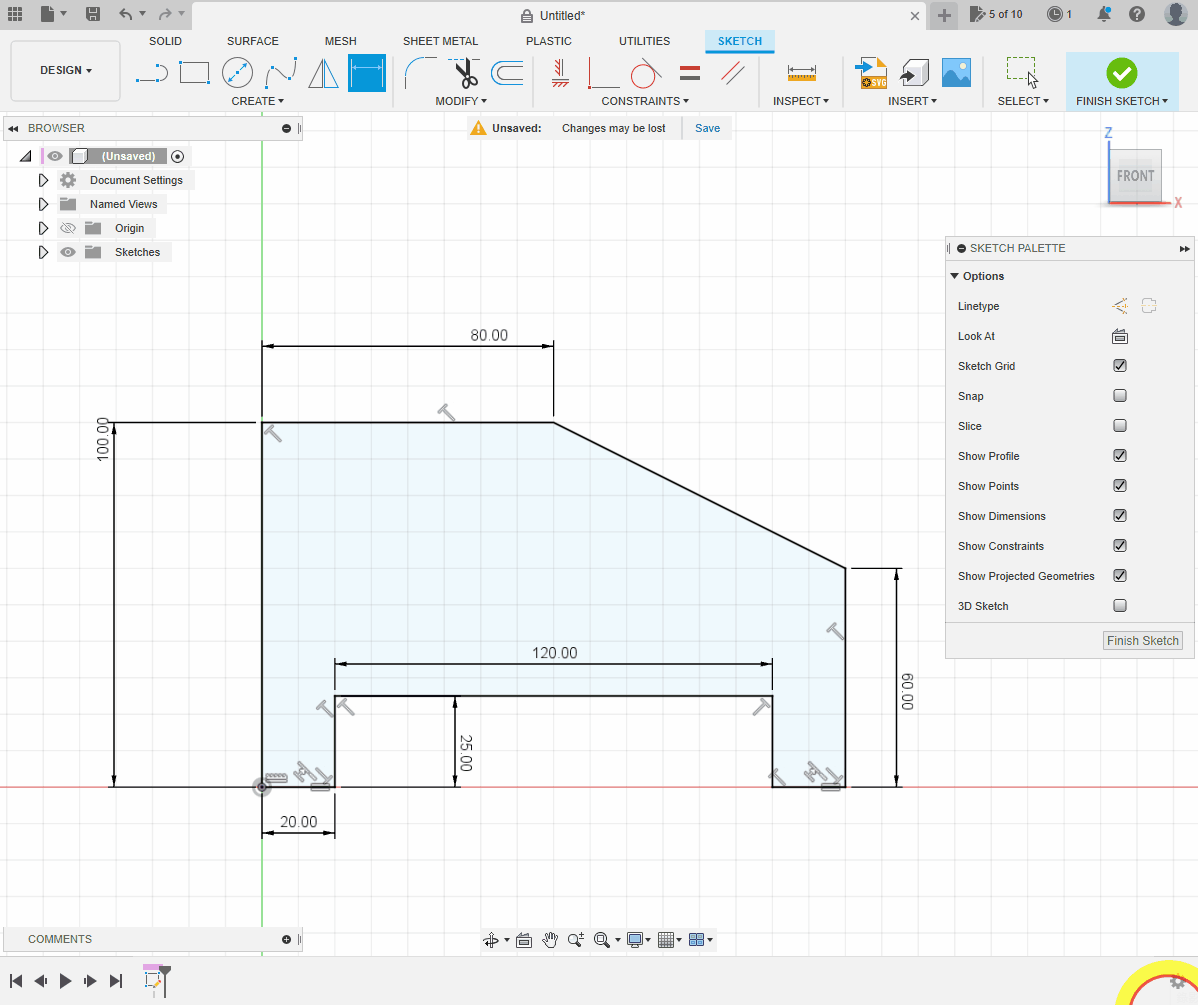 Untitled*
5 of 10
1
DESIGN
SOLID
SURFACE
MESH
SHEET METAL
PLASTIC
UTILITIES
SKETCH
CREATE
MODIFY
CONSTRAINTS
INSPECT
SVG
INSERT
SELECT
FINISH SKETCH
BROWSER
Unsaved: Changes may be lost Save
(Unsaved)
Document Settings
Named Views
Origin
Sketches
Z
FRONT
X
SKETCH PALETTE
Options
Linetype
Look At
Sketch Grid
Snap
Slice
Show Profile
Show Points
Show Dimensions
Show Constraints
Show Projected Geometries
3D Sketch
Finish Sketch
80.00
100.00
120.00
60.00
25.00
20.00
COMMENTS